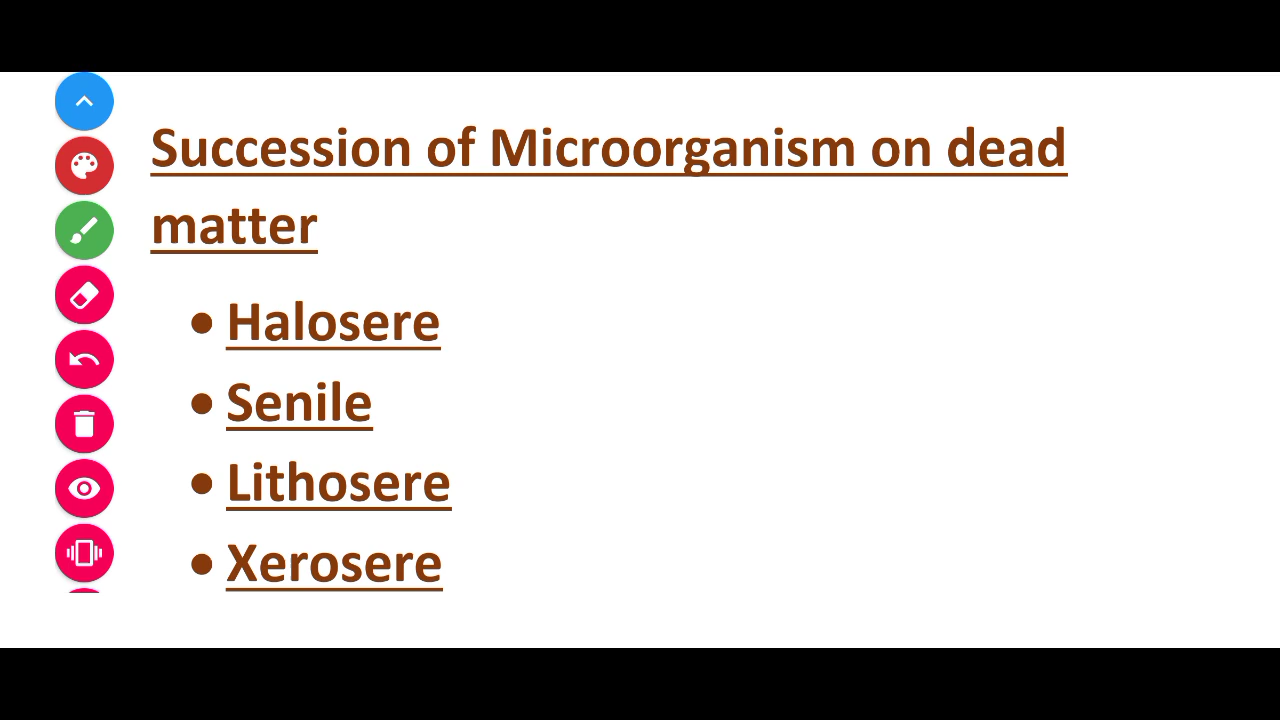 Succession of Microorganism on dead
matter
• Halosere
• Senile
• Lithosere
• Xerosere